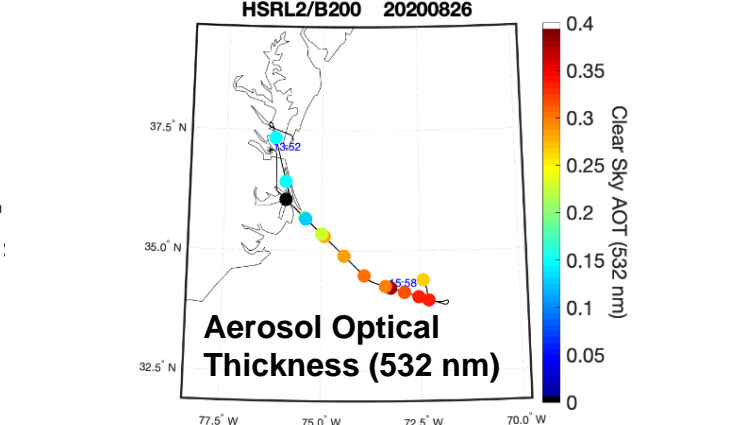 HSRL2/B200 20200826
0.4
0.35
0.3
0.25
0.2
0.15
0.1
0.05
0
Clear Sky AOT (532 nm)
37.5° N
35.0° N
32.5° N
13:52
15:58
Aerosol Optical
Thickness (532 nm)
77.5° W
75.0° W
72.5° W
70.0° W